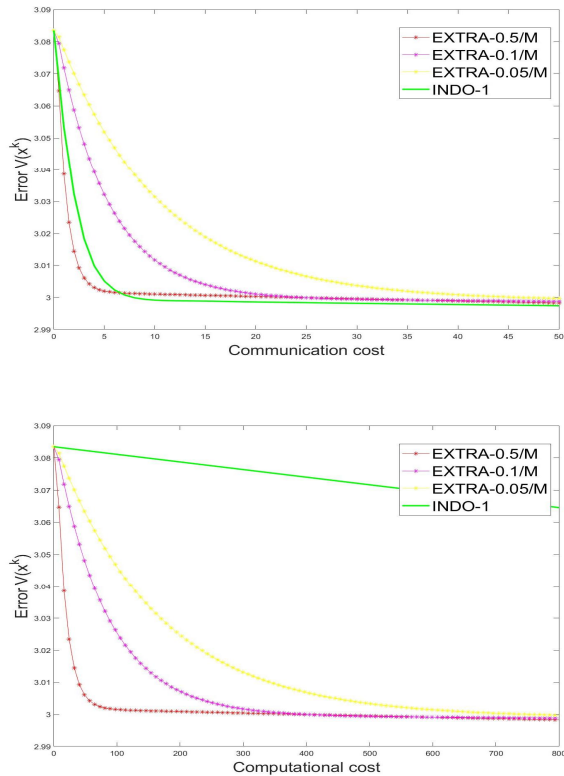 3.09
3.08
3.07
3.06
3.05
3.04
3.03
3.02
3.01
3
2.99
Error V(x^k)
EXTRA-0.5/M
EXTRA-0.1/M
EXTRA-0.05/M
INDO-1
0 5 10 15 20 25 30 35 40 45 50
Communication cost
3.09
3.08
3.07
3.06
3.05
3.04
3.03
3.02
3.01
3
2.99
Error V(x^k)
EXTRA-0.5/M
EXTRA-0.1/M
EXTRA-0.05/M
INDO-1
0 100 200 300 400 500 600 700 800
Computational cost